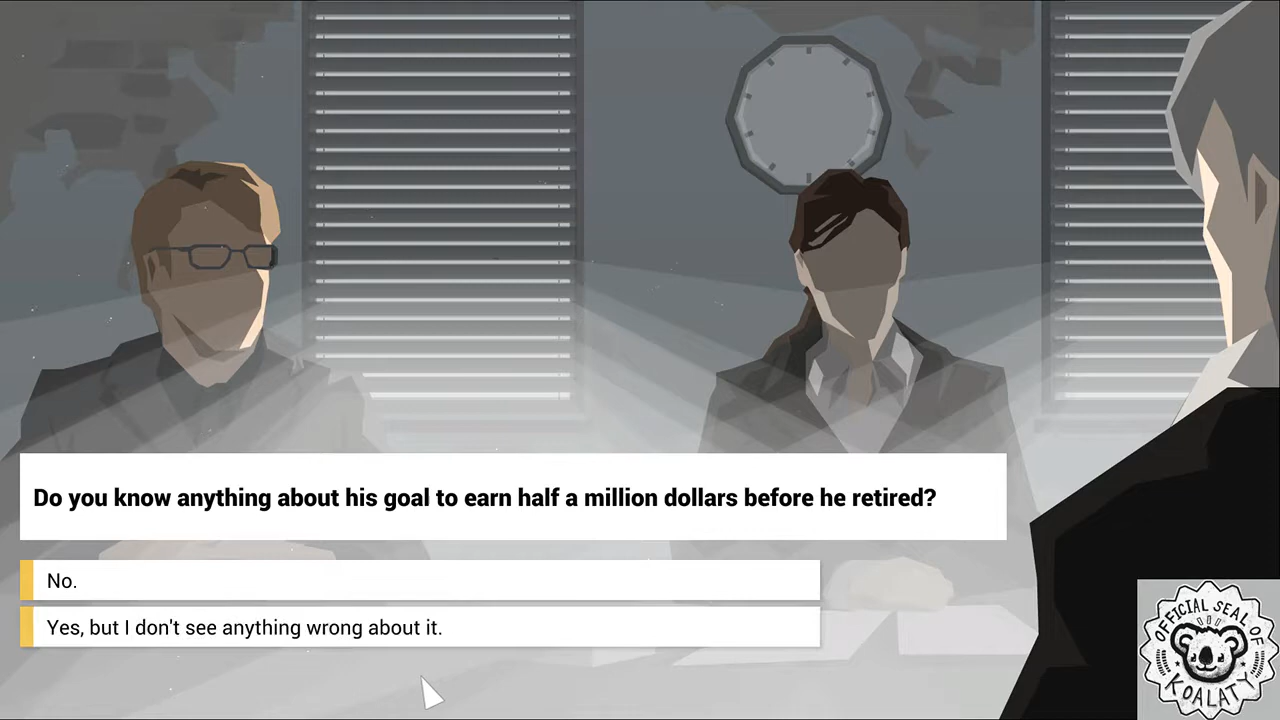 Do you know anything about his goal to earn half a million dollars before he retired?
No.
Yes, but I don't see anything wrong about it.
OFFICIAL SEAL OF
KOALATY